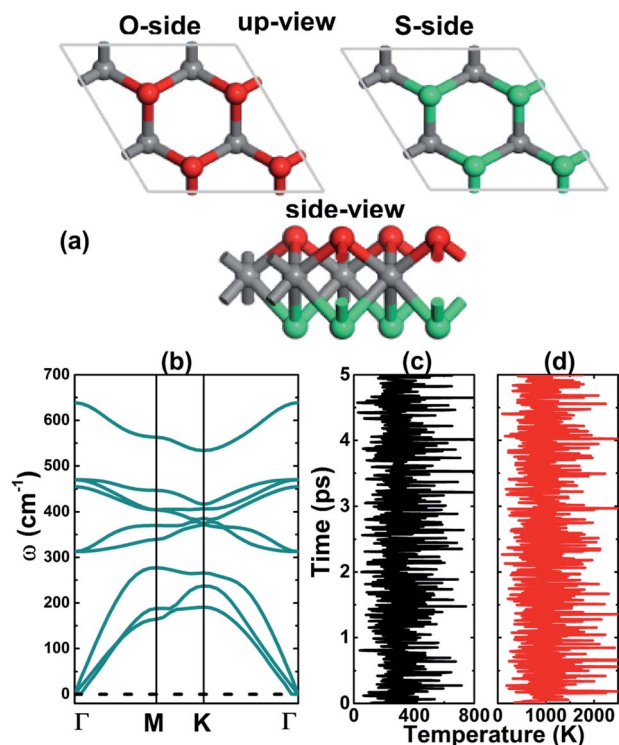 O-side up-view S-side
side-view
(a)
(b) (c) (d)
700
600
500
400
300
200
100
0
ω (cm-1)
Γ M K Γ
5
4
3
2
1
0
Time (ps)
0 400 800 0 1000 2000
Temperature (K)